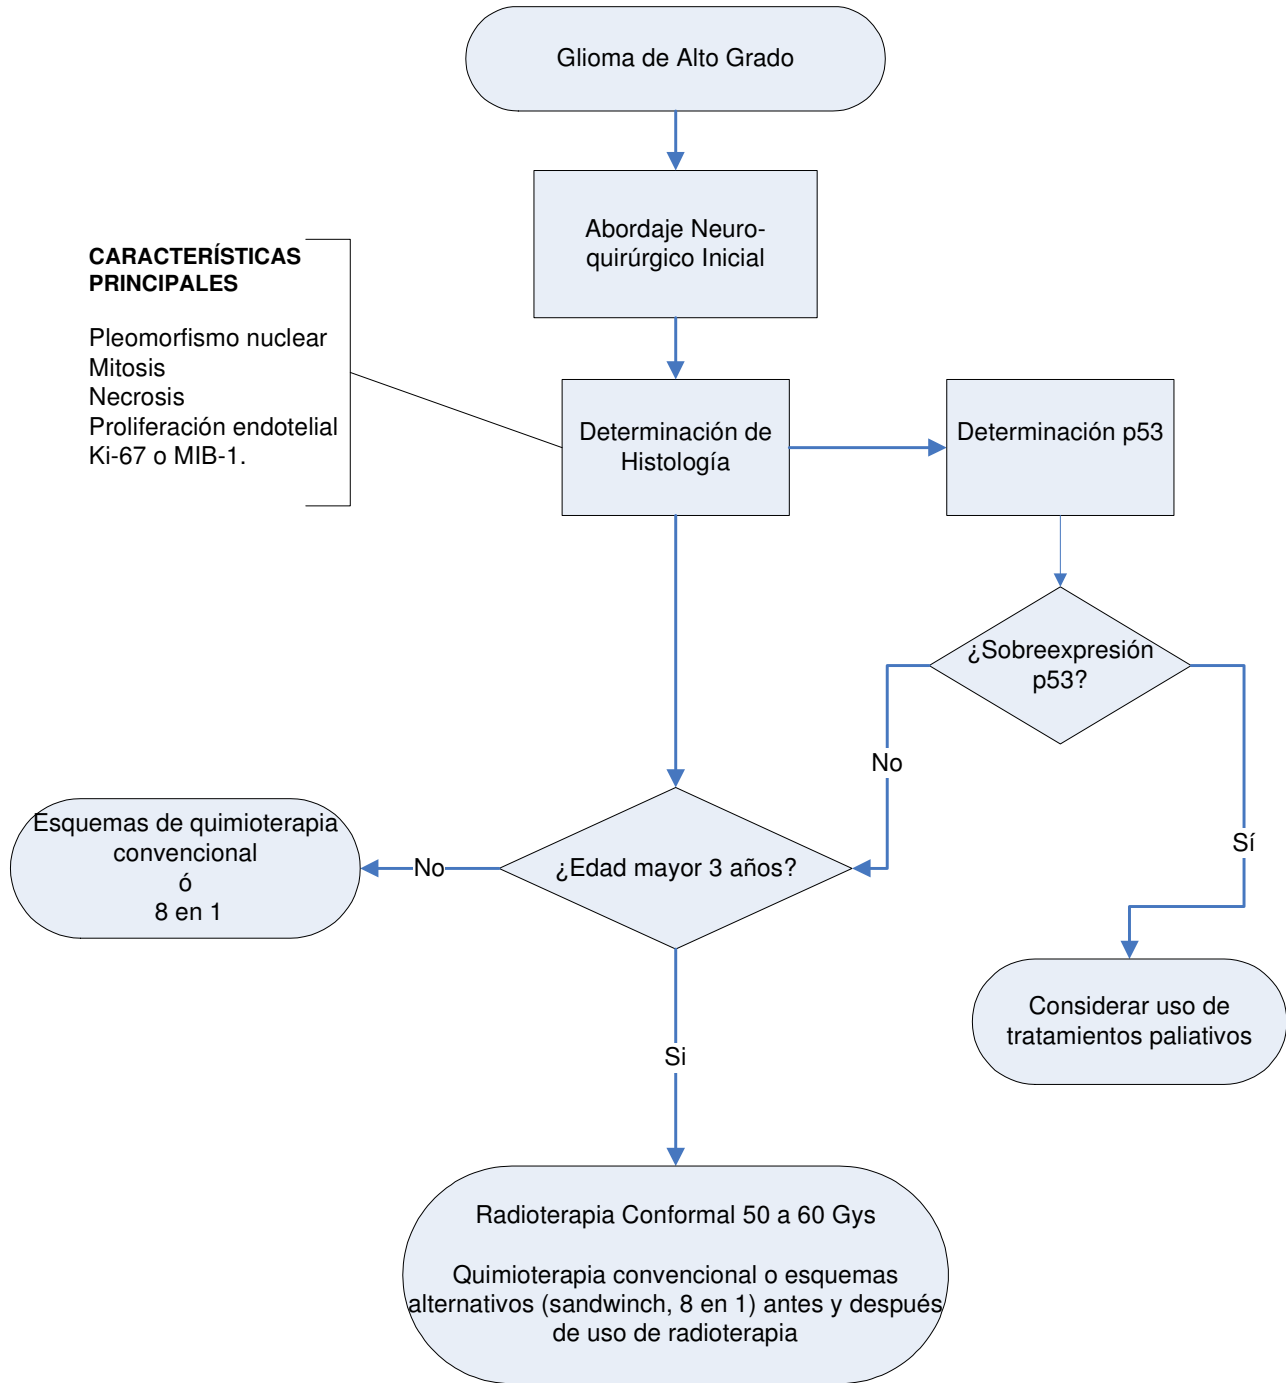 Glioma de Alto Grado
Abordaje Neuro-
quirúrgico Inicial
CARACTERÍSTICAS
PRINCIPALES
Pleomorfismo nuclear
Mitosis
Necrosis
Proliferación endotelial
Ki-67 o MIB-1.
Determinación de
Histología
Determinación p53
¿Sobreexpresión
p53?
No
Sí
Esquemas de quimioterapia
convencional
ó
8 en 1
No
¿Edad mayor 3 años?
Considerar uso de
tratamientos paliativos
Si
Radioterapia Conformal 50 a 60 Gys
Quimioterapia convencional o esquemas
alternativos (sandwinch, 8 en 1) antes y después
de uso de radioterapia